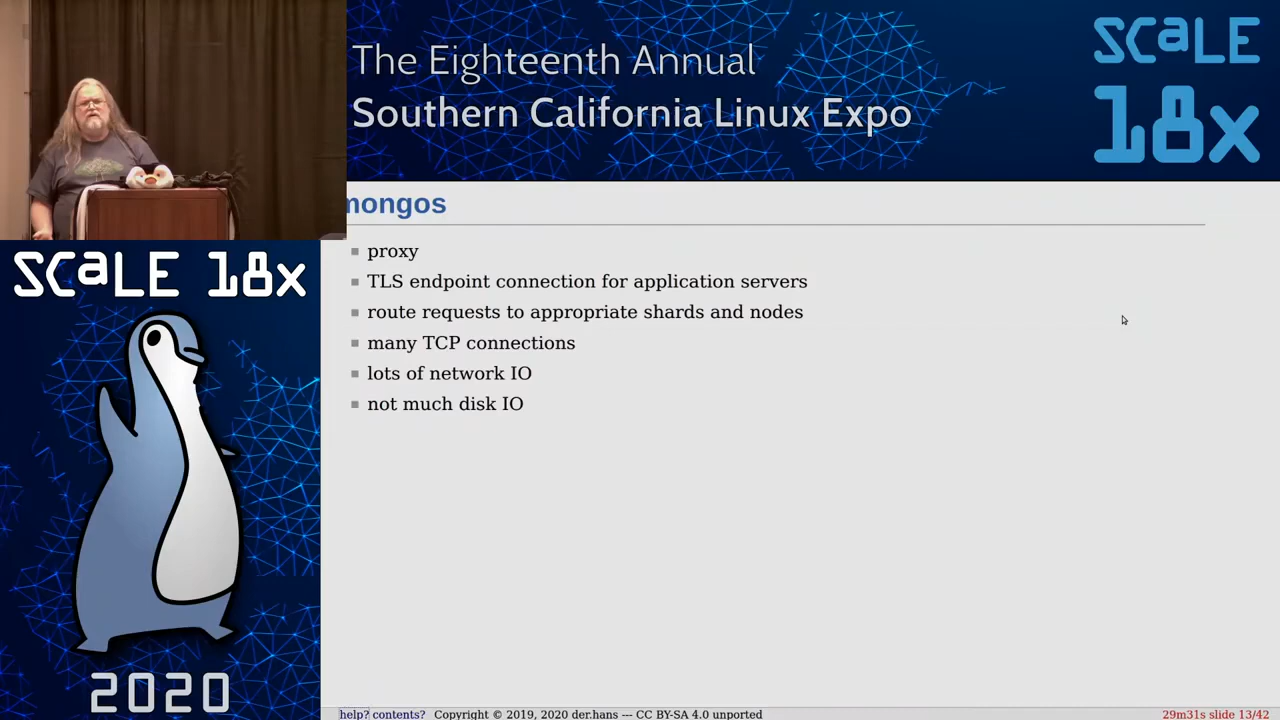 The Eighteenth Annual
Southern California Linux Expo
SCaLE
18x
mongos
proxy
TLS endpoint connection for application servers
route requests to appropriate shards and nodes
many TCP connections
lots of network IO
not much disk IO
SCaLE 18x
2020
help? contents? Copyright © 2019, 2020 der.hans --- CC BY-SA 4.0 unported
29m31s slide 13/42